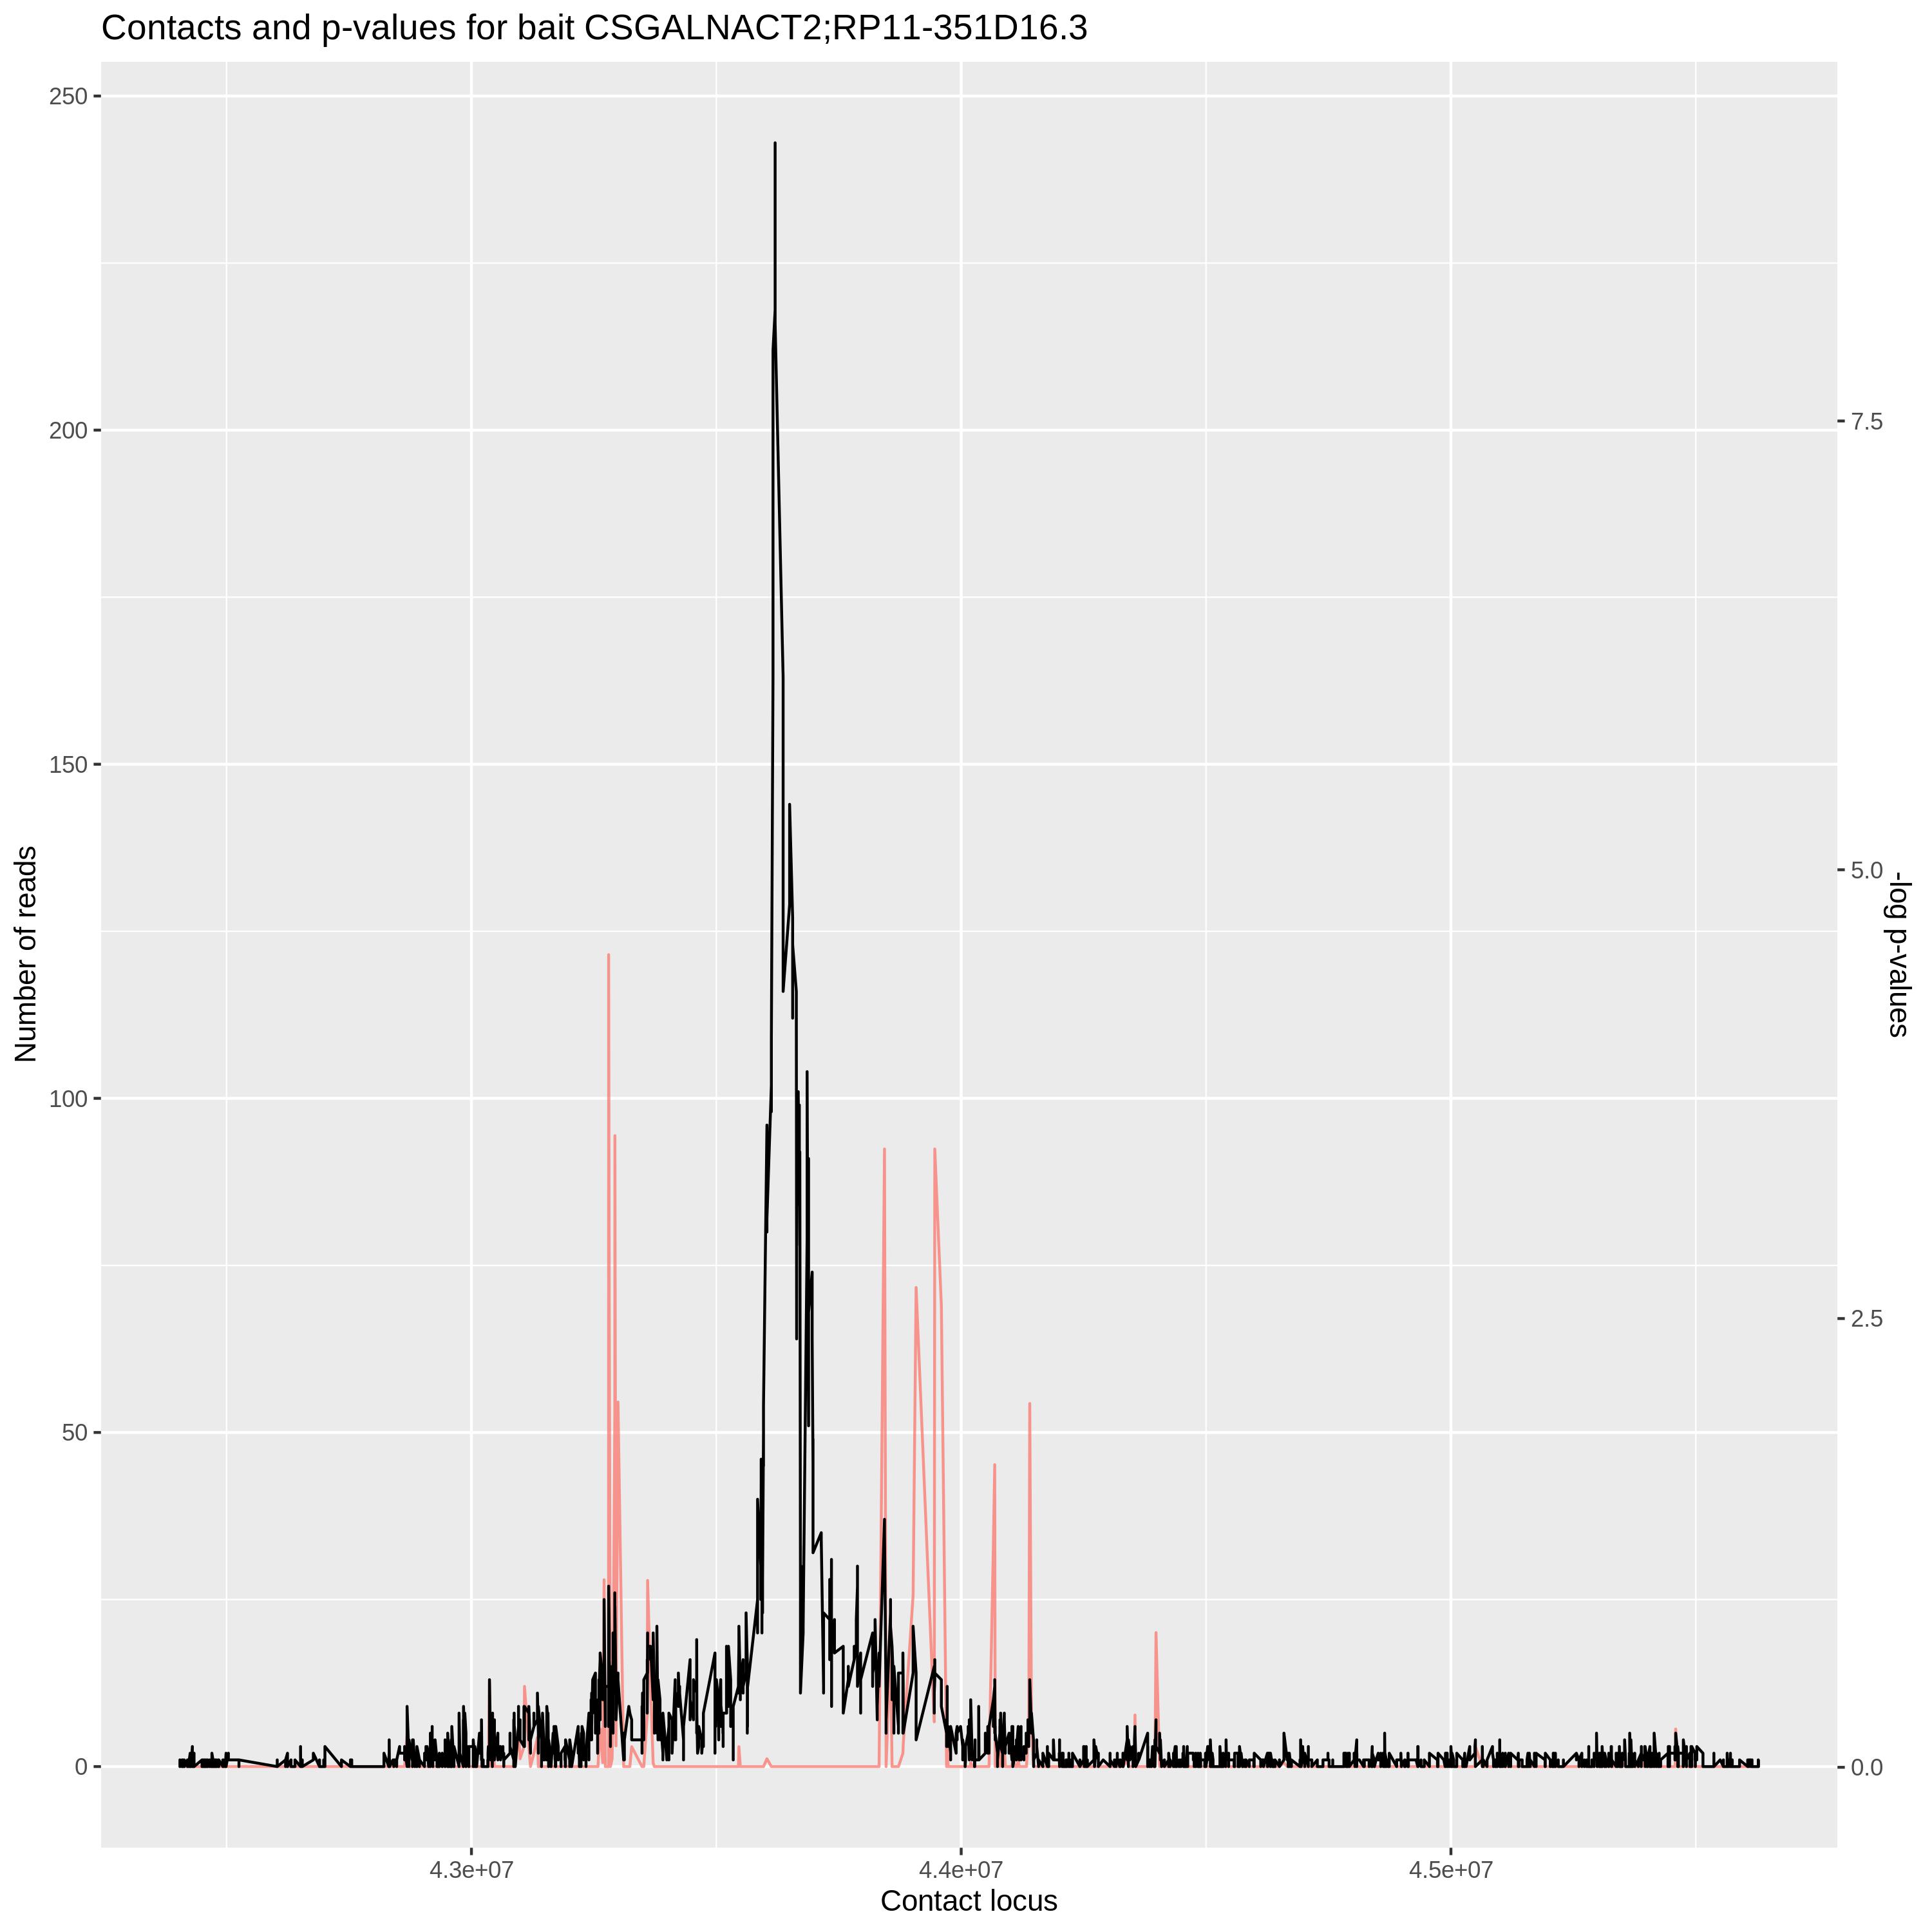 Contacts and p-values for bait CSGALNACT2;RP11-351D16.3
250
200
150
100
50
0
Number of reads
7.5
5.0
2.5
0.0
-log p-values
4.3e+07
4.4e+07
4.5e+07
Contact locus